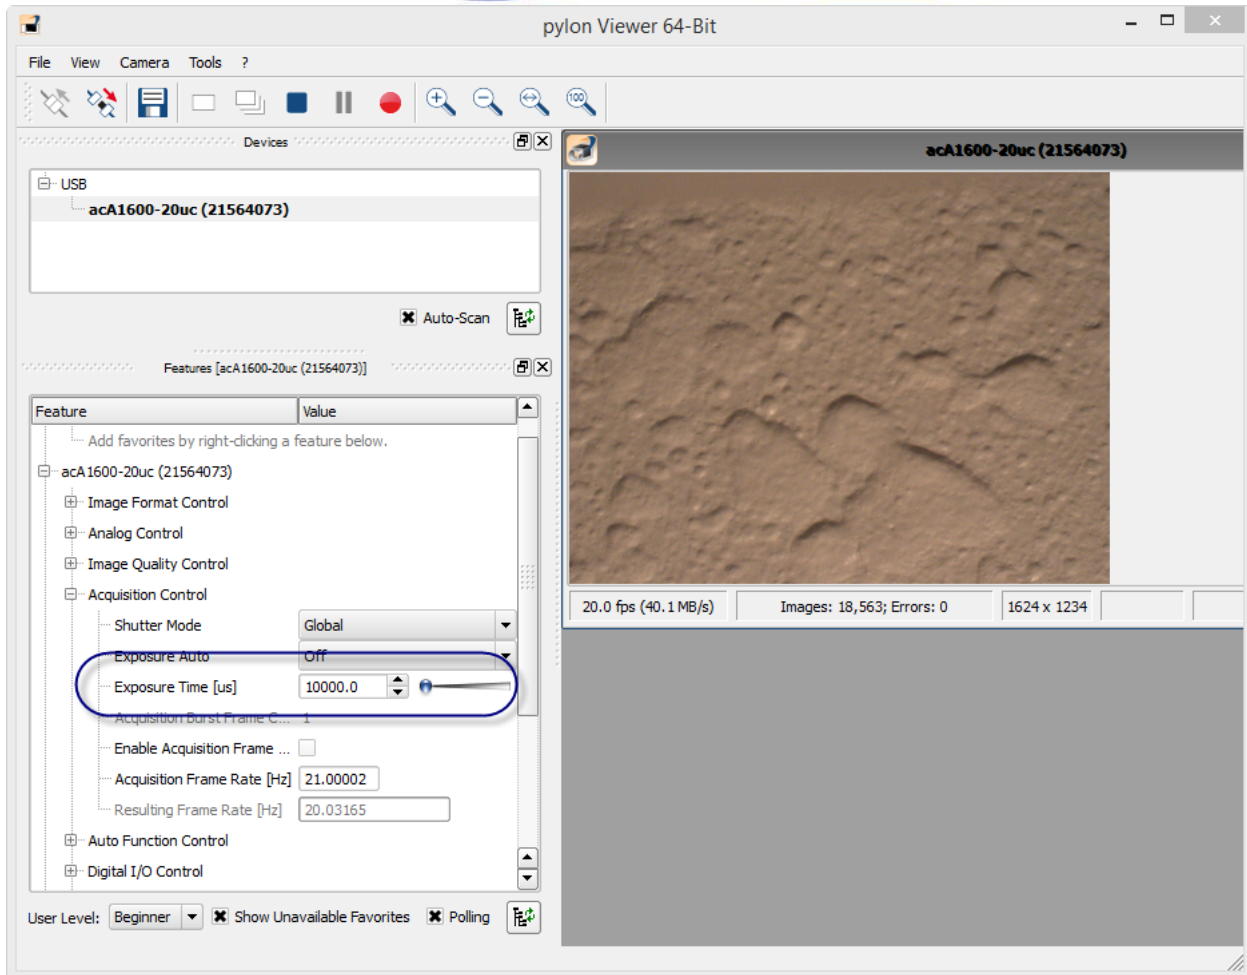 pylon Viewer 64-Bit
File View Camera Tools ?
100
Devices
USB
acA1600-20uc (21564073)
Auto-Scan
Features [acA1600-20uc (21564073)]
Feature Value
Add favorites by right-clicking a feature below.
acA1600-20uc (21564073)
Image Format Control
Analog Control
Image Quality Control
Acquisition Control
Shutter Mode Global
Exposure Auto Off
Exposure Time [us] 10000.0
Acquisition Burst Frame C... 1
Enable Acquisition Frame ...
Acquisition Frame Rate [Hz] 21.00002
Resulting Frame Rate [Hz] 20.03165
Auto Function Control
Digital I/O Control
User Level: Beginner Show Unavailable Favorites Polling
acA1600-20uc (21564073)
20.0 fps (40.1 MB/s) Images: 18,563; Errors: 0 1624 x 1234